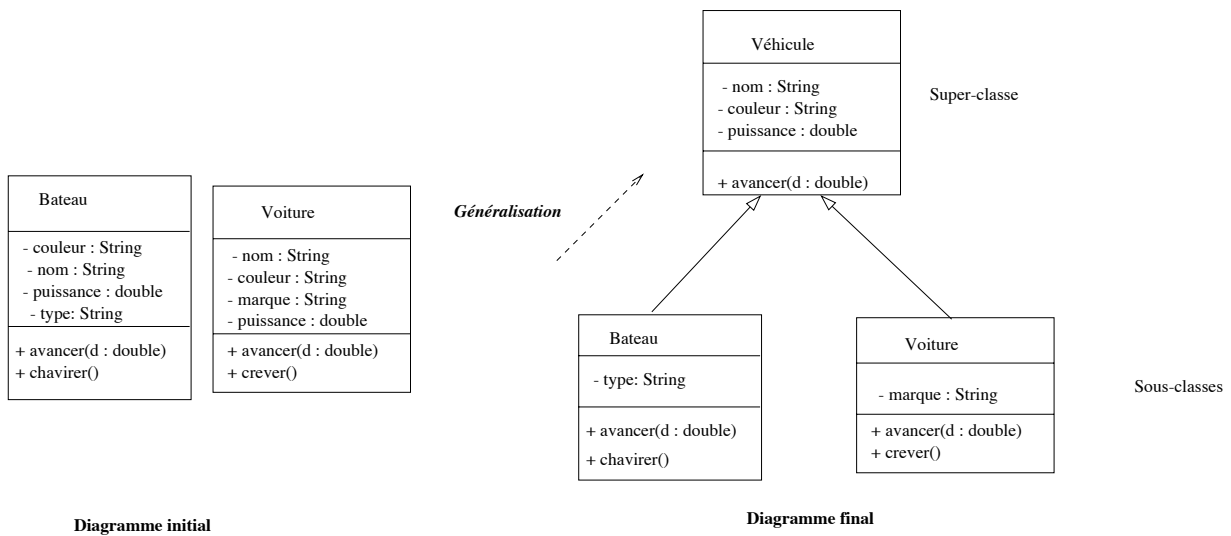 Bateau
- couleur : String
- nom : String
- puissance : double
- type: String
+ avancer(d : double)
+ chavirer()
Voiture
- nom : String
- couleur : String
- marque : String
- puissance : double
+ avancer(d : double)
+ crever()
Diagramme initial
Généralisation
Véhicule
- nom : String
- couleur : String
- puissance : double
+ avancer(d : double)
Super-classe
Bateau
- type: String
+ avancer(d : double)
+ chavirer()
Voiture
- marque : String
+ avancer(d : double)
+ crever()
Sous-classes
Diagramme final